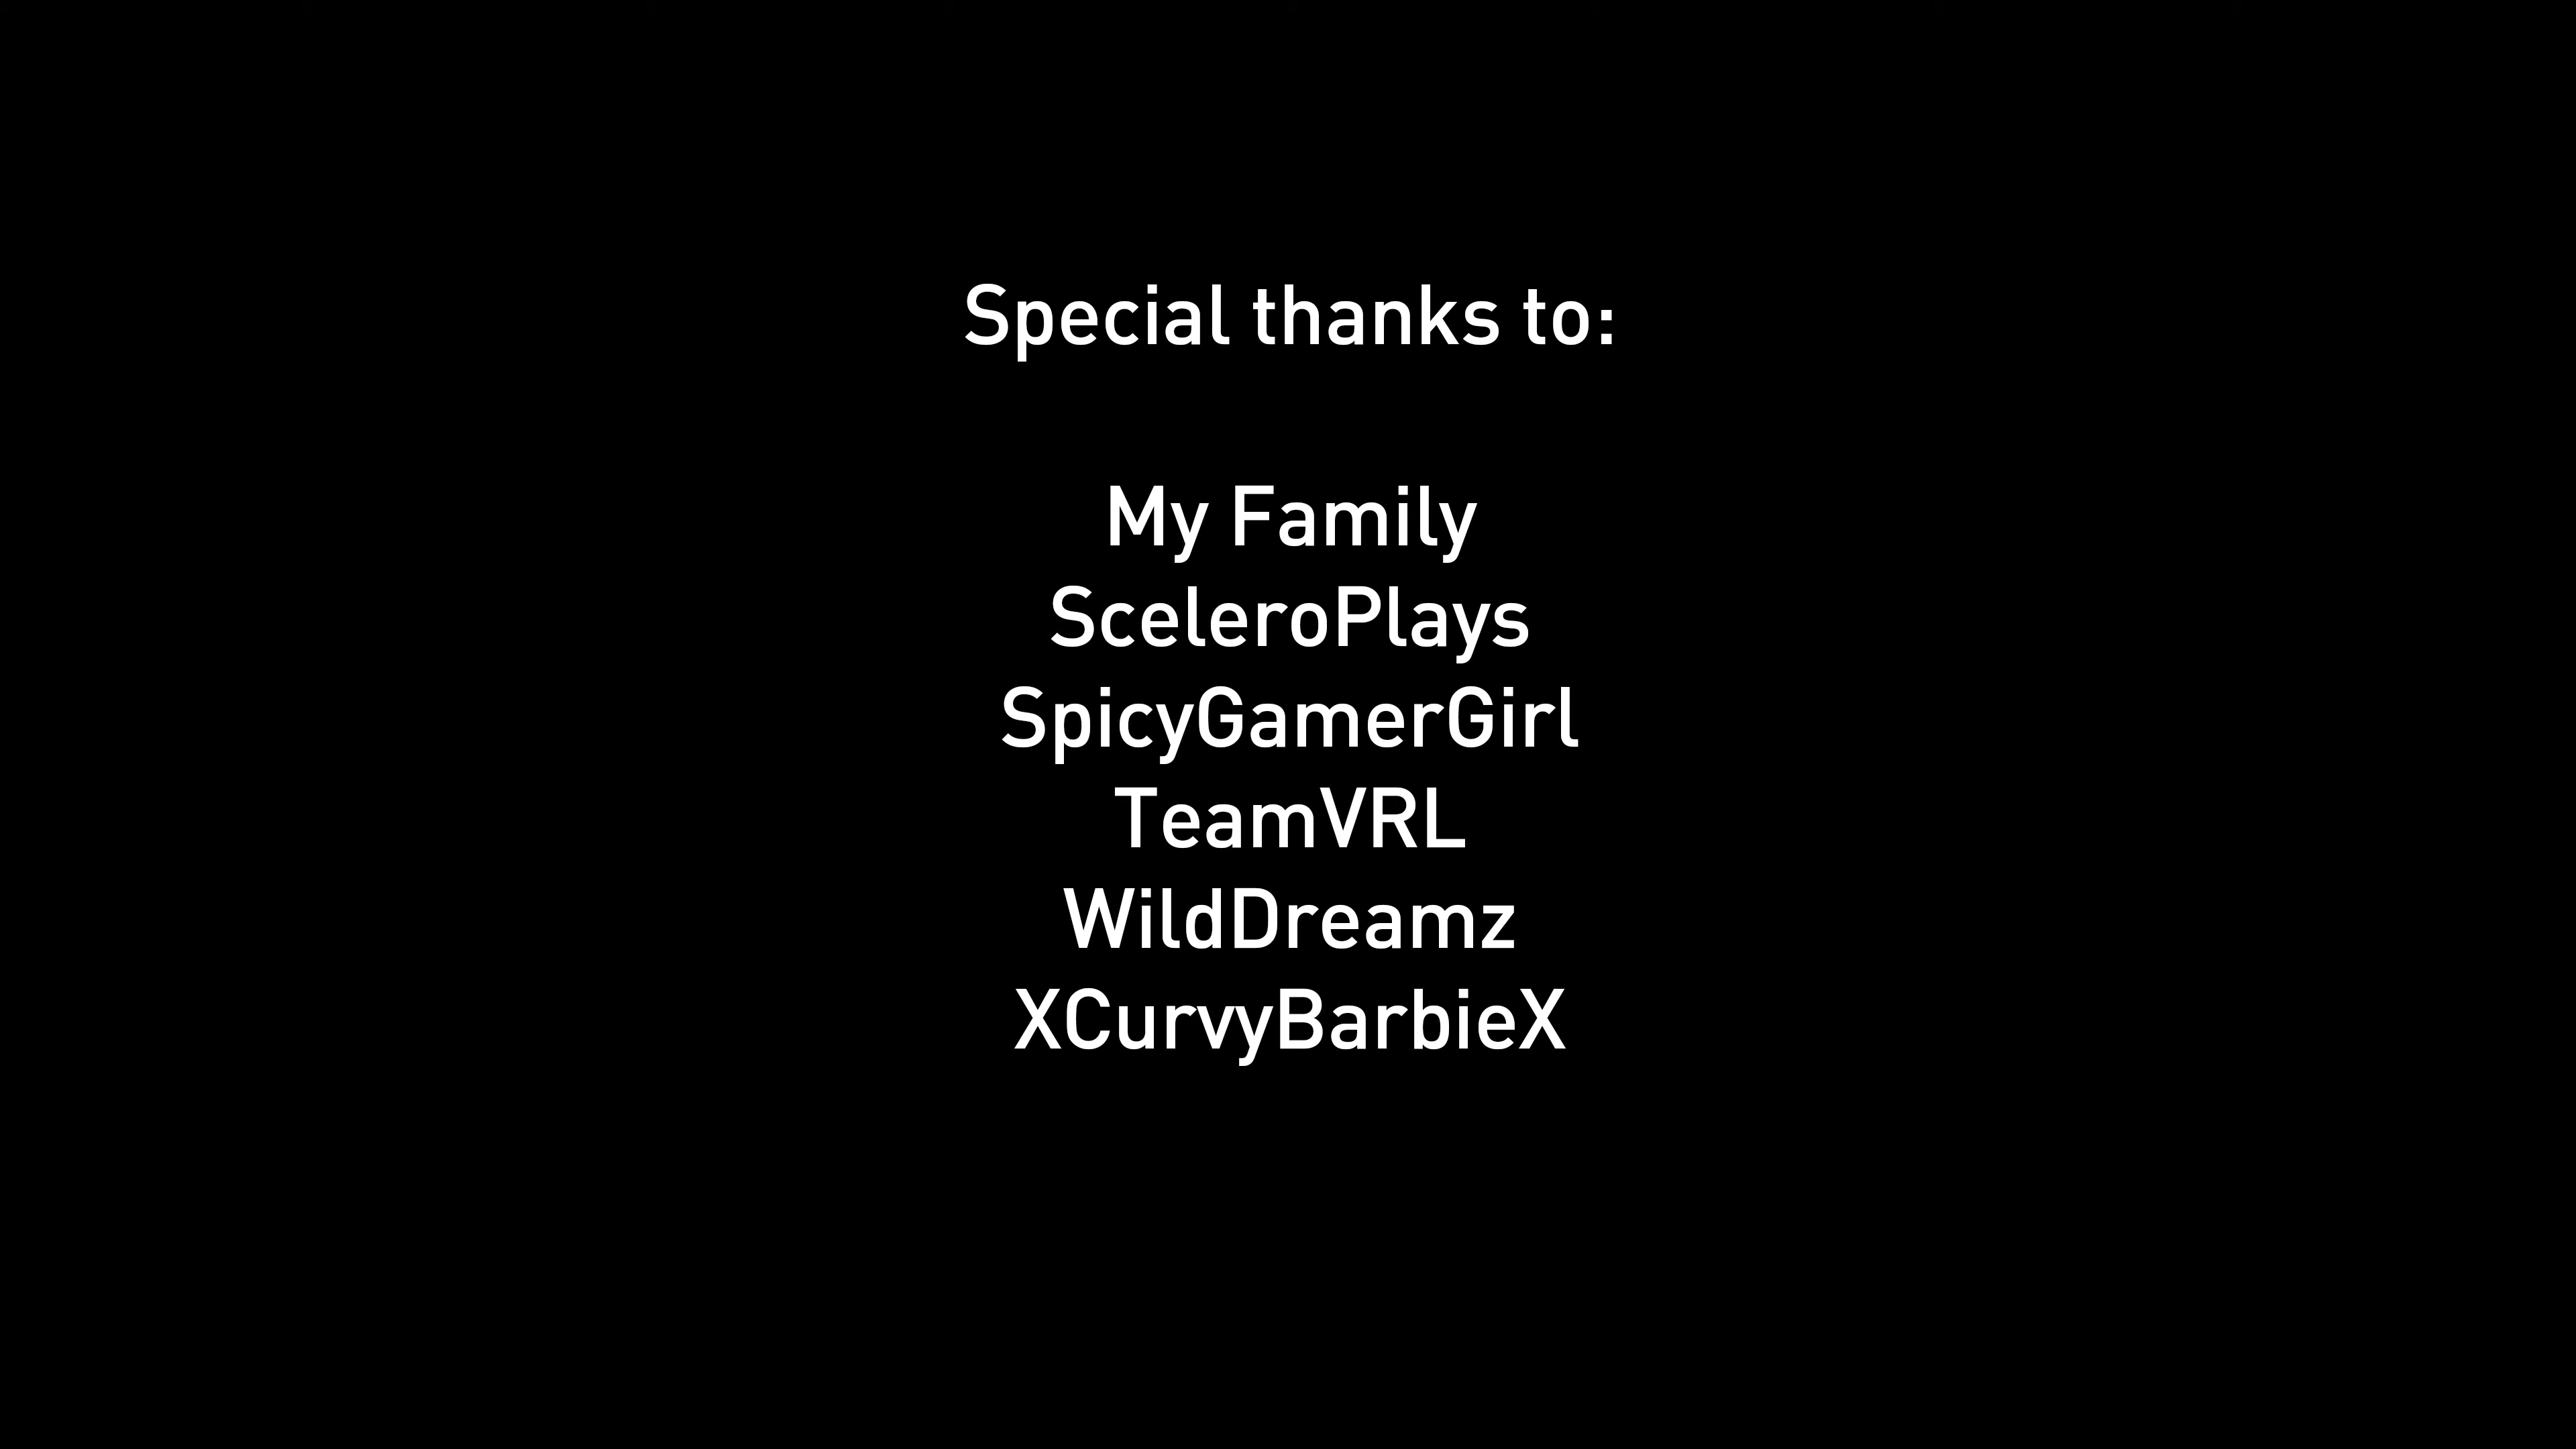 Special thanks to:
My Family
SceleroPlays
SpicyGamerGirl
TeamVRL
WildDreamz
XCurvyBarbieX